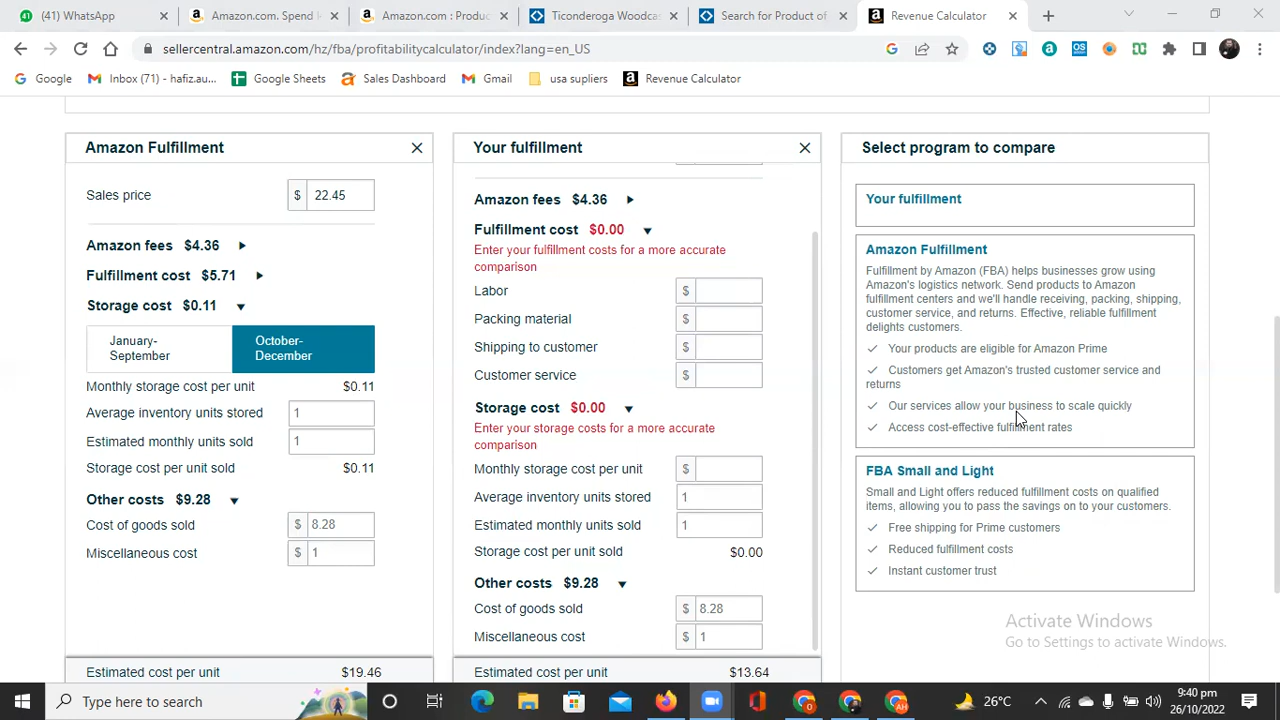 (41) WhatsApp
Amazon.com. Spend l
Amazon.com : Produc
Ticonderoga Woodcas
Search for Product of
Revenue Calculator
sellercentral.amazon.com/hz/fba/profitabilitycalculator/index?lang=en_US
Google
Inbox (71) - hafiz.au...
Google Sheets
Sales Dashboard
Gmail
usa supliers
Revenue Calculator
Amazon Fulfillment
Sales price
$ 22.45
Amazon fees $4.36
Fulfillment cost $5.71
Storage cost $0.11
January-
September
October-
December
Monthly storage cost per unit $0.11
Average inventory units stored 1
Estimated monthly units sold 1
Storage cost per unit sold $0.11
Other costs $9.28
Cost of goods sold $ 8.28
Miscellaneous cost $ 1
Estimated cost per unit $19.46
Your fulfillment
Amazon fees $4.36
Fulfillment cost $0.00
Enter your fulfillment costs for a more accurate
comparison
Labor $
Packing material $
Shipping to customer $
Customer service $
Storage cost $0.00
Enter your storage costs for a more accurate
comparison
Monthly storage cost per unit $
Average inventory units stored 1
Estimated monthly units sold 1
Storage cost per unit sold $0.00
Other costs $9.28
Cost of goods sold $ 8.28
Miscellaneous cost $ 1
Estimated cost per unit $13.64
Select program to compare
Your fulfillment
Amazon Fulfillment
Fulfillment by Amazon (FBA) helps businesses grow using
Amazon's logistics network. Send products to Amazon
fulfillment centers and we'll handle receiving, packing, shipping,
customer service, and returns. Effective, reliable fulfillment
delights customers.
Your products are eligible for Amazon Prime
Customers get Amazon's trusted customer service and
returns
Our services allow your business to scale quickly
Access cost-effective fulfillment rates
FBA Small and Light
Small and Light offers reduced fulfillment costs on qualified
items, allowing you to pass the savings on to your customers.
Free shipping for Prime customers
Reduced fulfillment costs
Instant customer trust
Activate Windows
Go to Settings to activate Windows.
Type here to search
26°C
9:40 pm
26/10/2022